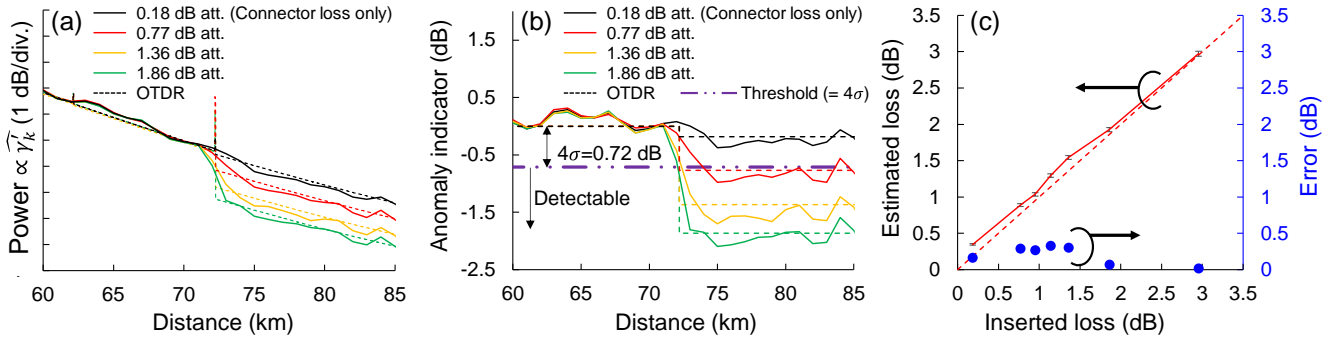 (a)
0.18 dB att. (Connector loss only)
0.77 dB att.
1.36 dB att.
1.86 dB att.
OTDR
Power ∝ γ̂'ₖ (1 dB/div.)
60 65 70 75 80 85
Distance (km)
(b)
0.18 dB att. (Connector loss only)
0.77 dB att.
1.36 dB att.
1.86 dB att.
OTDR
Threshold (= 4σ)
4σ=0.72 dB
Detectable
Anomaly indicator (dB)
1.5
0.5
-0.5
-1.5
-2.5
60 65 70 75 80 85
Distance (km)
(c)
Estimated loss (dB)
3.5
3
2.5
2
1.5
1
0.5
0
3.5
3
2.5
2
1.5
1
0.5
0
Error (dB)
0 0.5 1 1.5 2 2.5 3 3.5
Inserted loss (dB)